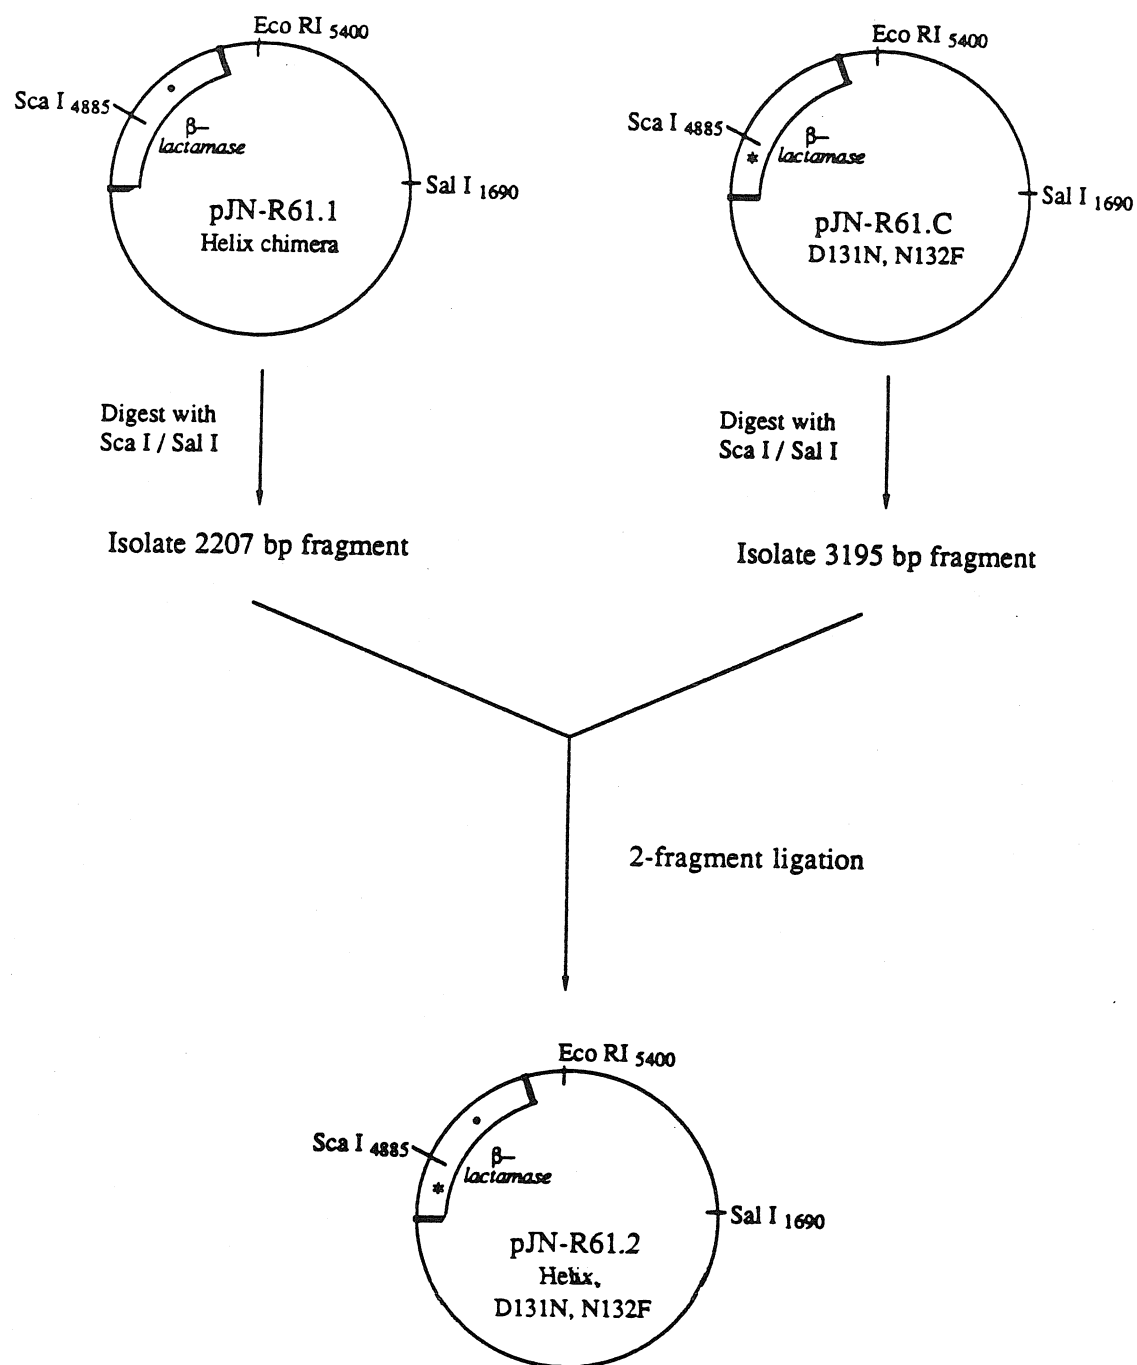 Eco RI 5400
Sca I 4885
β–
lactamase
Sal I 1690
pJN-R61.1
Helix chimera
Eco RI 5400
Sca I 4885
*
β–
lactamase
Sal I 1690
pJN-R61.C
D131N, N132F
Digest with
Sca I / Sal I
Digest with
Sca I / Sal I
Isolate 2207 bp fragment
Isolate 3195 bp fragment
2-fragment ligation
Eco RI 5400
Sca I 4885
*
β–
lactamase
Sal I 1690
pJN-R61.2
Helix,
D131N, N132F